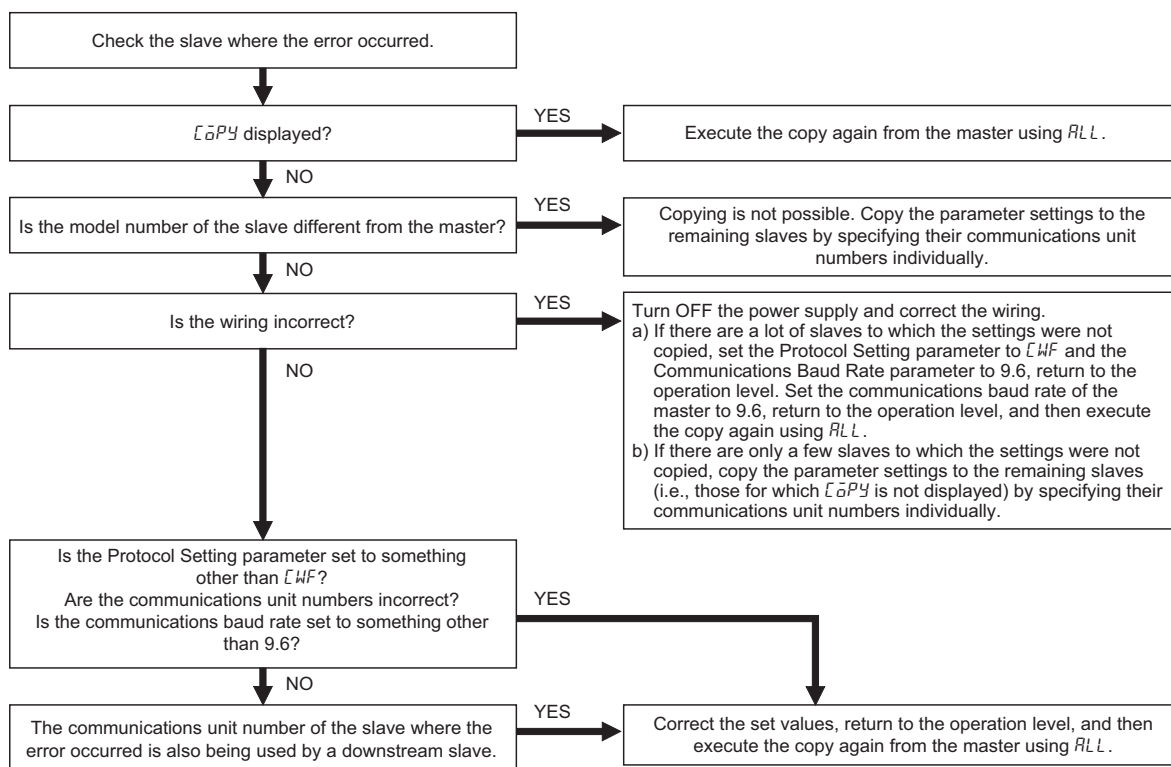 Check the slave where the error occurred.
CoPY displayed?
YES
Execute the copy again from the master using ALL.
NO
Is the model number of the slave different from the master?
YES
Copying is not possible. Copy the parameter settings to the
remaining slaves by specifying their communications unit
numbers individually.
NO
Is the wiring incorrect?
YES
Turn OFF the power supply and correct the wiring.
a) If there are a lot of slaves to which the settings were not
copied, set the Protocol Setting parameter to CWF and the
Communications Baud Rate parameter to 9.6, return to the
operation level. Set the communications baud rate of the
master to 9.6, return to the operation level, and then execute
the copy again using ALL.
b) If there are only a few slaves to which the settings were not
copied, copy the parameter settings to the remaining slaves
(i.e., those for which CoPY is not displayed) by specifying their
communications unit numbers individually.
NO
Is the Protocol Setting parameter set to something
other than CWF?
Are the communications unit numbers incorrect?
Is the communications baud rate set to something other
than 9.6?
YES
NO
The communications unit number of the slave where the
error occurred is also being used by a downstream slave.
YES
Correct the set values, return to the operation level, and then
execute the copy again from the master using ALL.